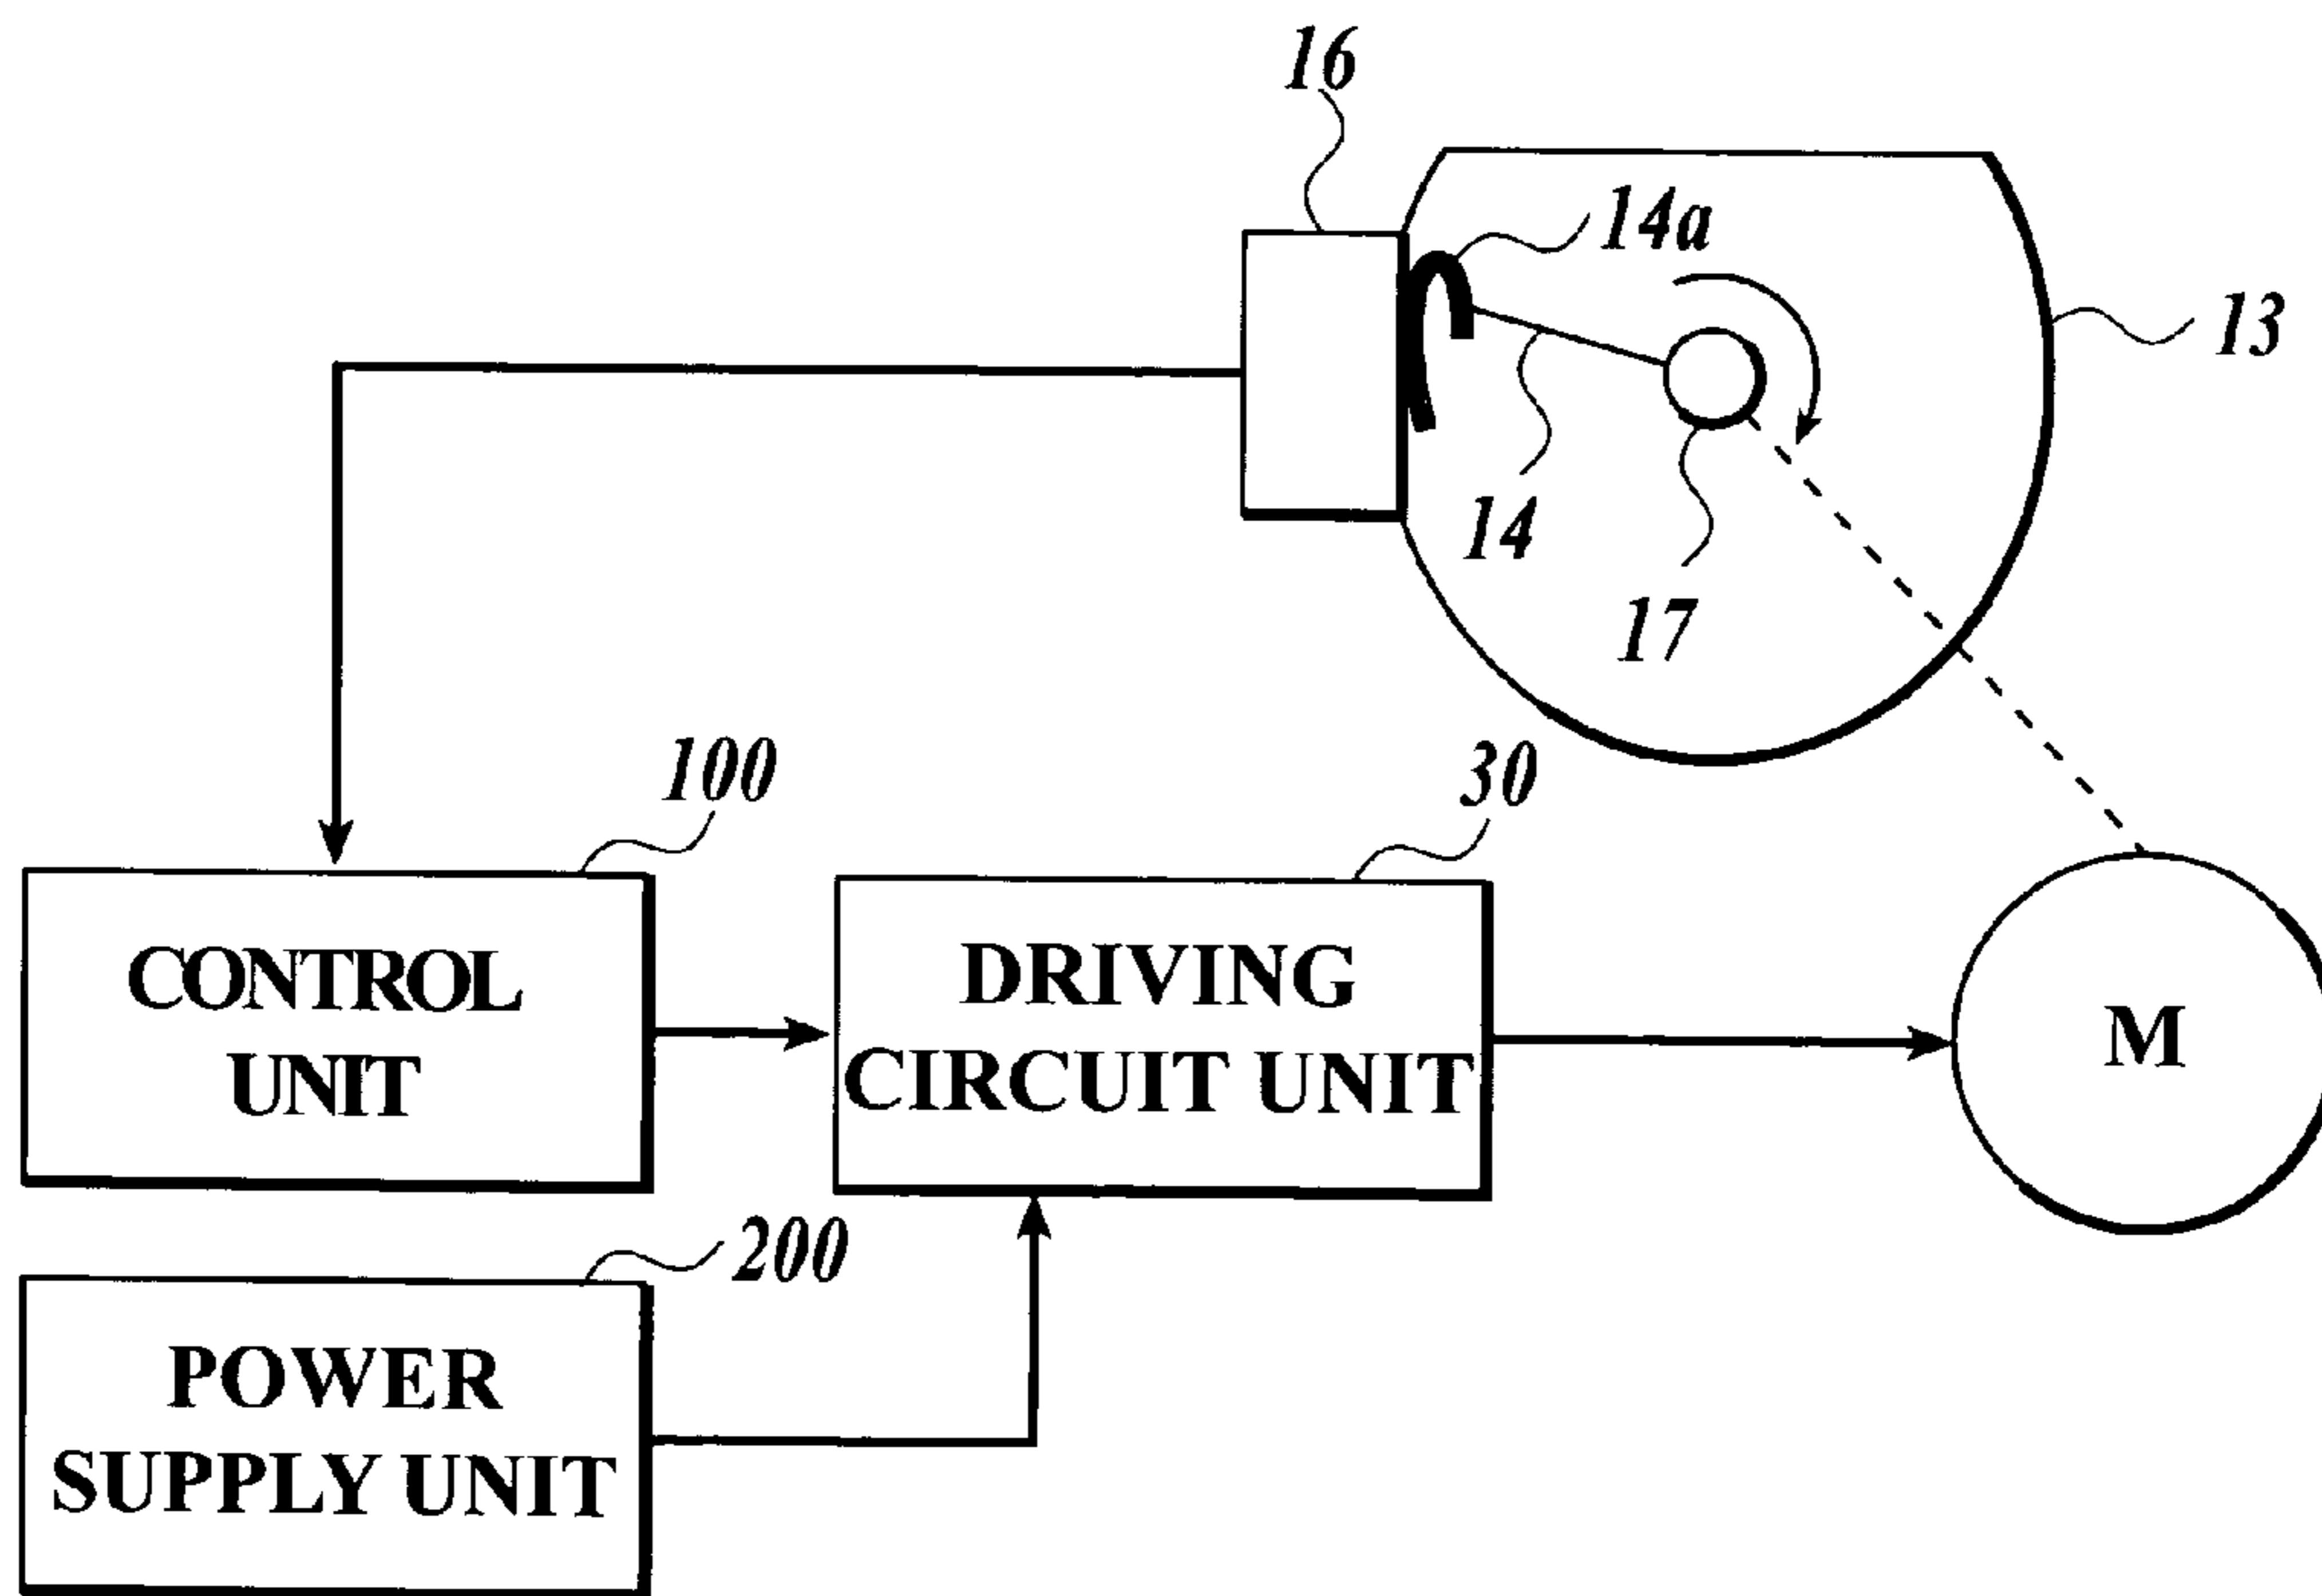 16
14a
13
14
17
100
30
CONTROL
UNIT
DRIVING
CIRCUIT UNIT
M
200
POWER
SUPPLY UNIT